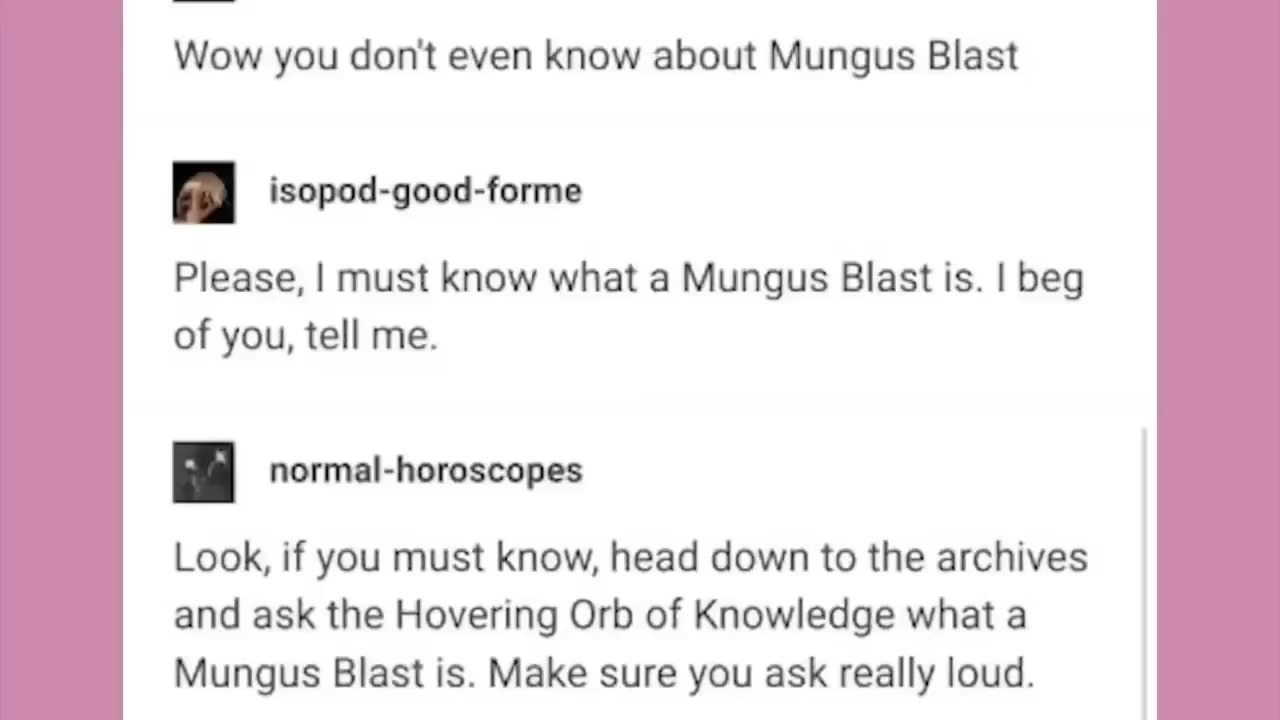 Wow you don't even know about Mungus Blast
isopod-good-forme
Please, I must know what a Mungus Blast is. I beg
of you, tell me.
normal-horoscopes
Look, if you must know, head down to the archives
and ask the Hovering Orb of Knowledge what a
Mungus Blast is. Make sure you ask really loud.